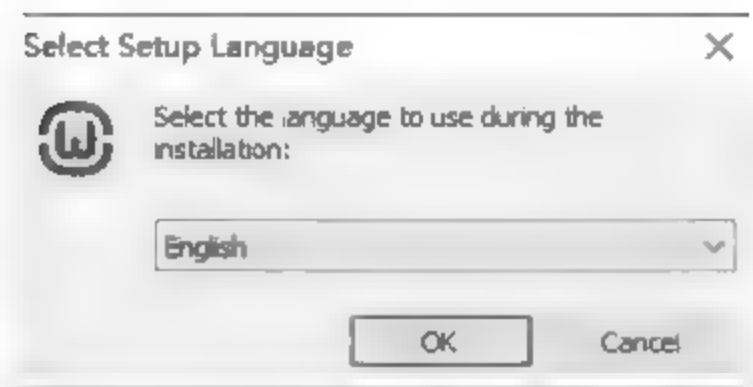 Select Setup Language
W
Select the language to use during the
installation:
English
OK
Cancel